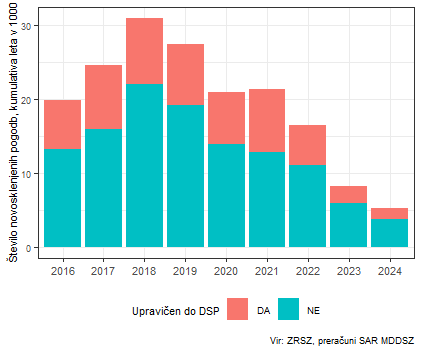 Število novosklenjenih pogodb, kumulativa leta v 1000
30
20
10
0
2016 2017 2018 2019 2020 2021 2022 2023 2024
Upravičen do DSP DA NE
Vir: ZRSZ, preračuni SAR MDDSZ